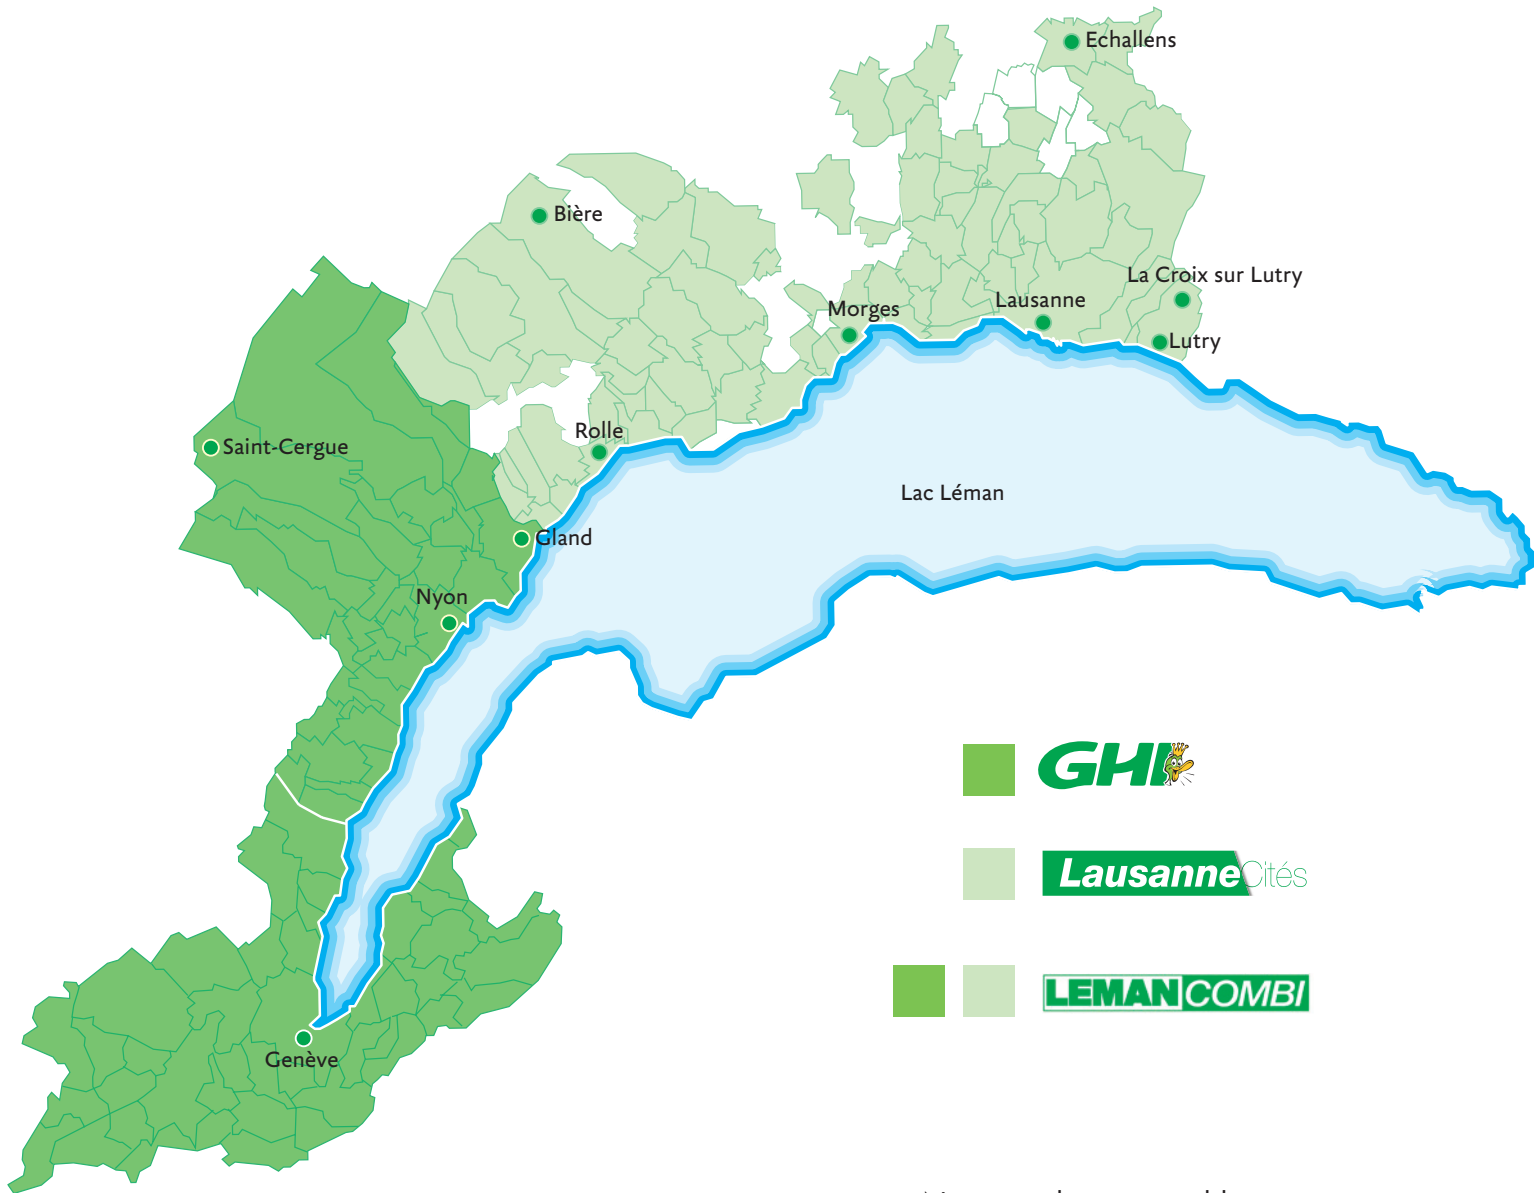 Echallens
Bière
La Croix sur Lutry
Lausanne
Morges
Lutry
Rolle
Saint-Cergue
Lac Léman
Gland
Nyon
GHI
LausanneCités
LEMANCOMBI
Genève